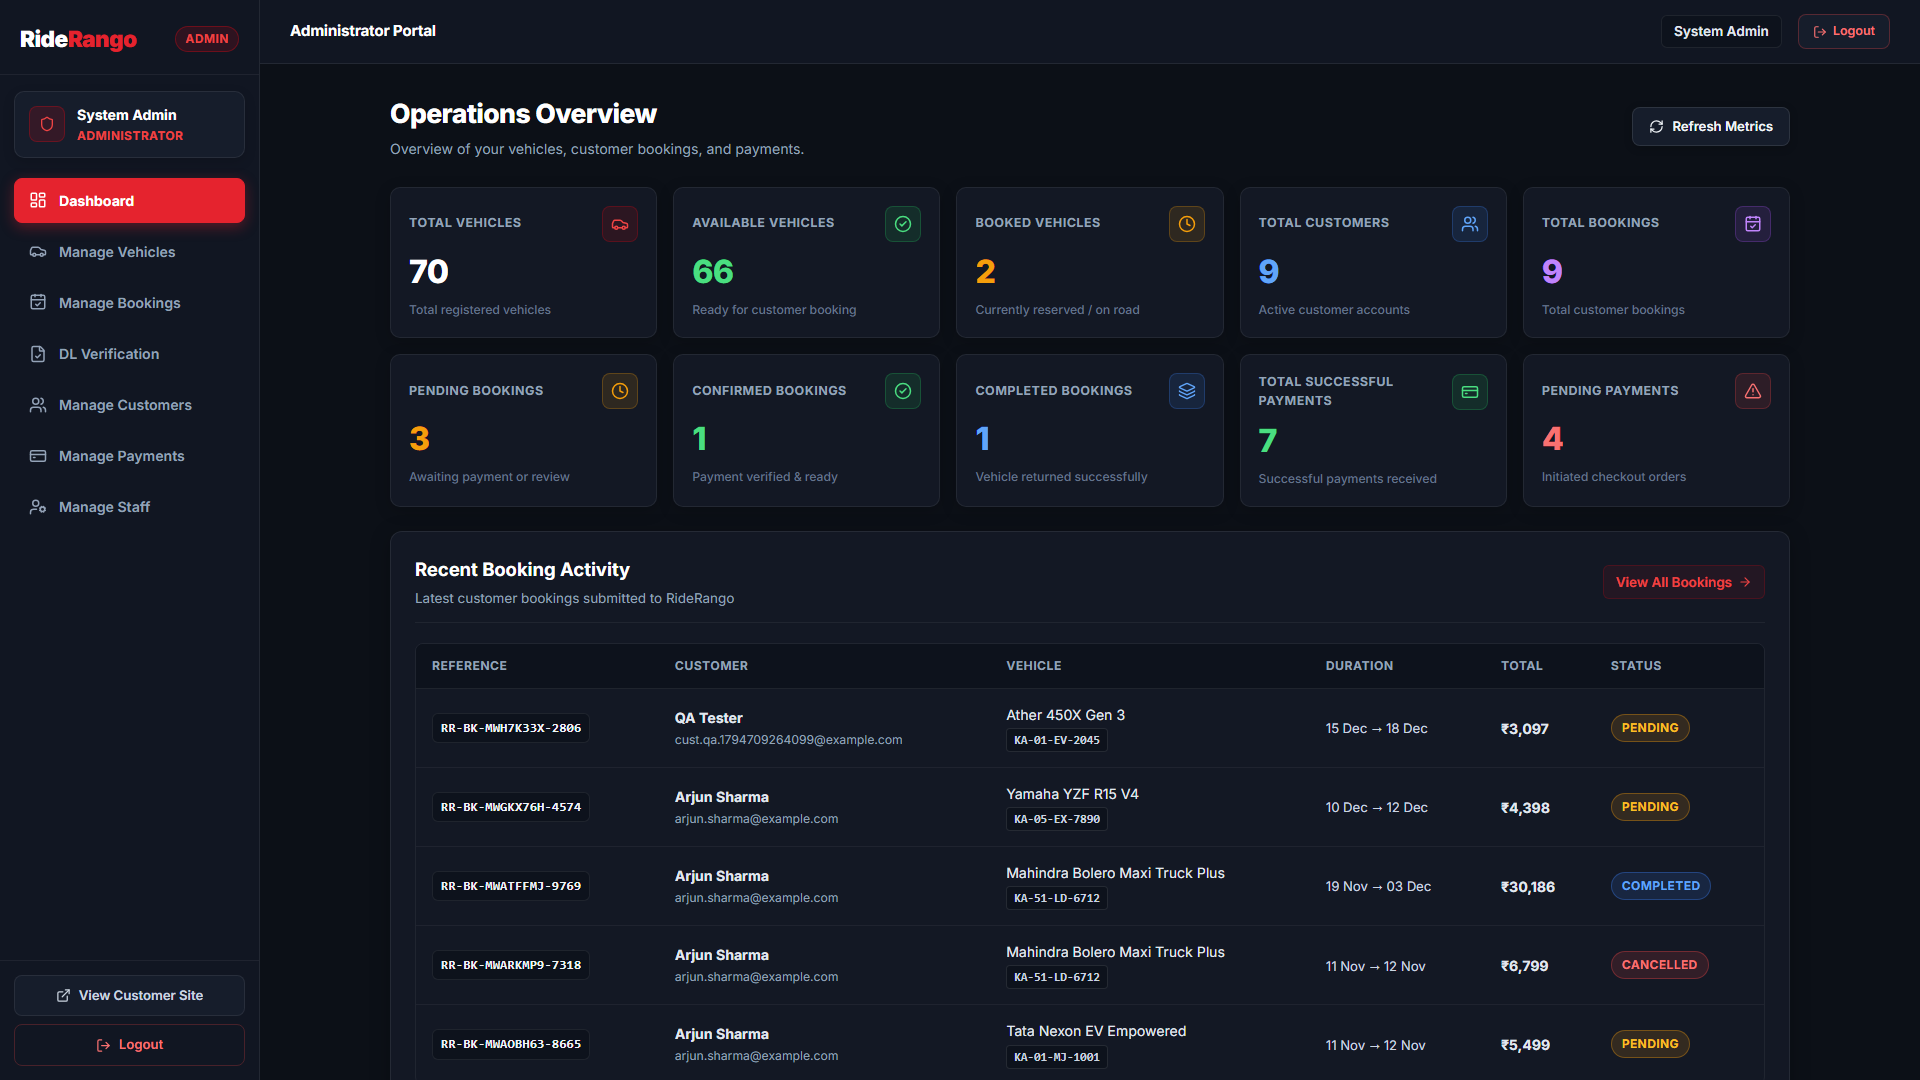 RideRango
ADMIN
System Admin
ADMINISTRATOR
Dashboard
Manage Vehicles
Manage Bookings
DL Verification
Manage Customers
Manage Payments
Manage Staff
View Customer Site
Logout
Administrator Portal
System Admin
Logout
Operations Overview
Overview of your vehicles, customer bookings, and payments.
Refresh Metrics
TOTAL VEHICLES
70
Total registered vehicles
AVAILABLE VEHICLES
66
Ready for customer booking
BOOKED VEHICLES
2
Currently reserved / on road
TOTAL CUSTOMERS
9
Active customer accounts
TOTAL BOOKINGS
9
Total customer bookings
PENDING BOOKINGS
3
Awaiting payment or review
CONFIRMED BOOKINGS
1
Payment verified & ready
COMPLETED BOOKINGS
1
Vehicle returned successfully
TOTAL SUCCESSFUL
PAYMENTS
7
Successful payments received
PENDING PAYMENTS
4
Initiated checkout orders
Recent Booking Activity
Latest customer bookings submitted to RideRango
View All Bookings →
REFERENCE CUSTOMER VEHICLE DURATION TOTAL STATUS
RR-BK-MWH7K33X-2806 QA Tester cust.qa.1794709264099@example.com Ather 450X Gen 3 KA-01-EV-2045 15 Dec → 18 Dec ₹3,097 PENDING
RR-BK-MWGKX76H-4574 Arjun Sharma arjun.sharma@example.com Yamaha YZF R15 V4 KA-05-EX-7890 10 Dec → 12 Dec ₹4,398 PENDING
RR-BK-MWATFFMJ-9769 Arjun Sharma arjun.sharma@example.com Mahindra Bolero Maxi Truck Plus KA-51-LD-6712 19 Nov → 03 Dec ₹30,186 COMPLETED
RR-BK-MWARKMP9-7318 Arjun Sharma arjun.sharma@example.com Mahindra Bolero Maxi Truck Plus KA-51-LD-6712 11 Nov → 12 Nov ₹6,799 CANCELLED
RR-BK-MWAOBH63-8665 Arjun Sharma arjun.sharma@example.com Tata Nexon EV Empowered KA-01-MJ-1001 11 Nov → 12 Nov ₹5,499 PENDING